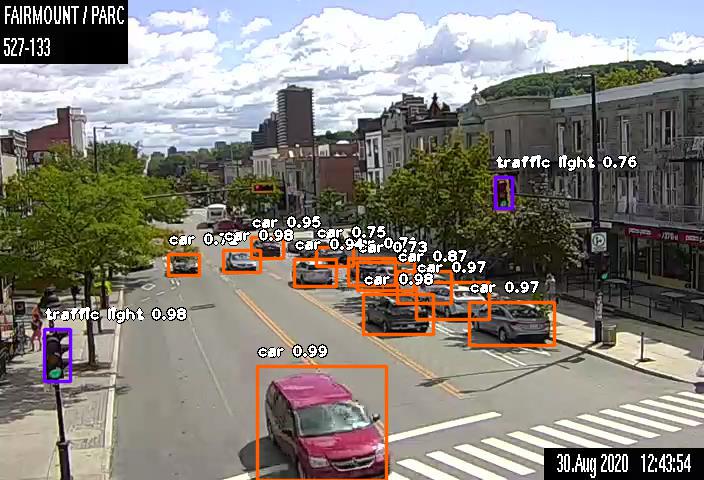 FAIRMOUNT / PARC
527-133
traffic light 0.76
car 0.95
car 0.98
car 0.75
car 0.94
car 0.73
car 0.87
car 0.97
car 0.98
car 0.97
traffic light 0.98
car 0.99
30.Aug 2020 12:43:54